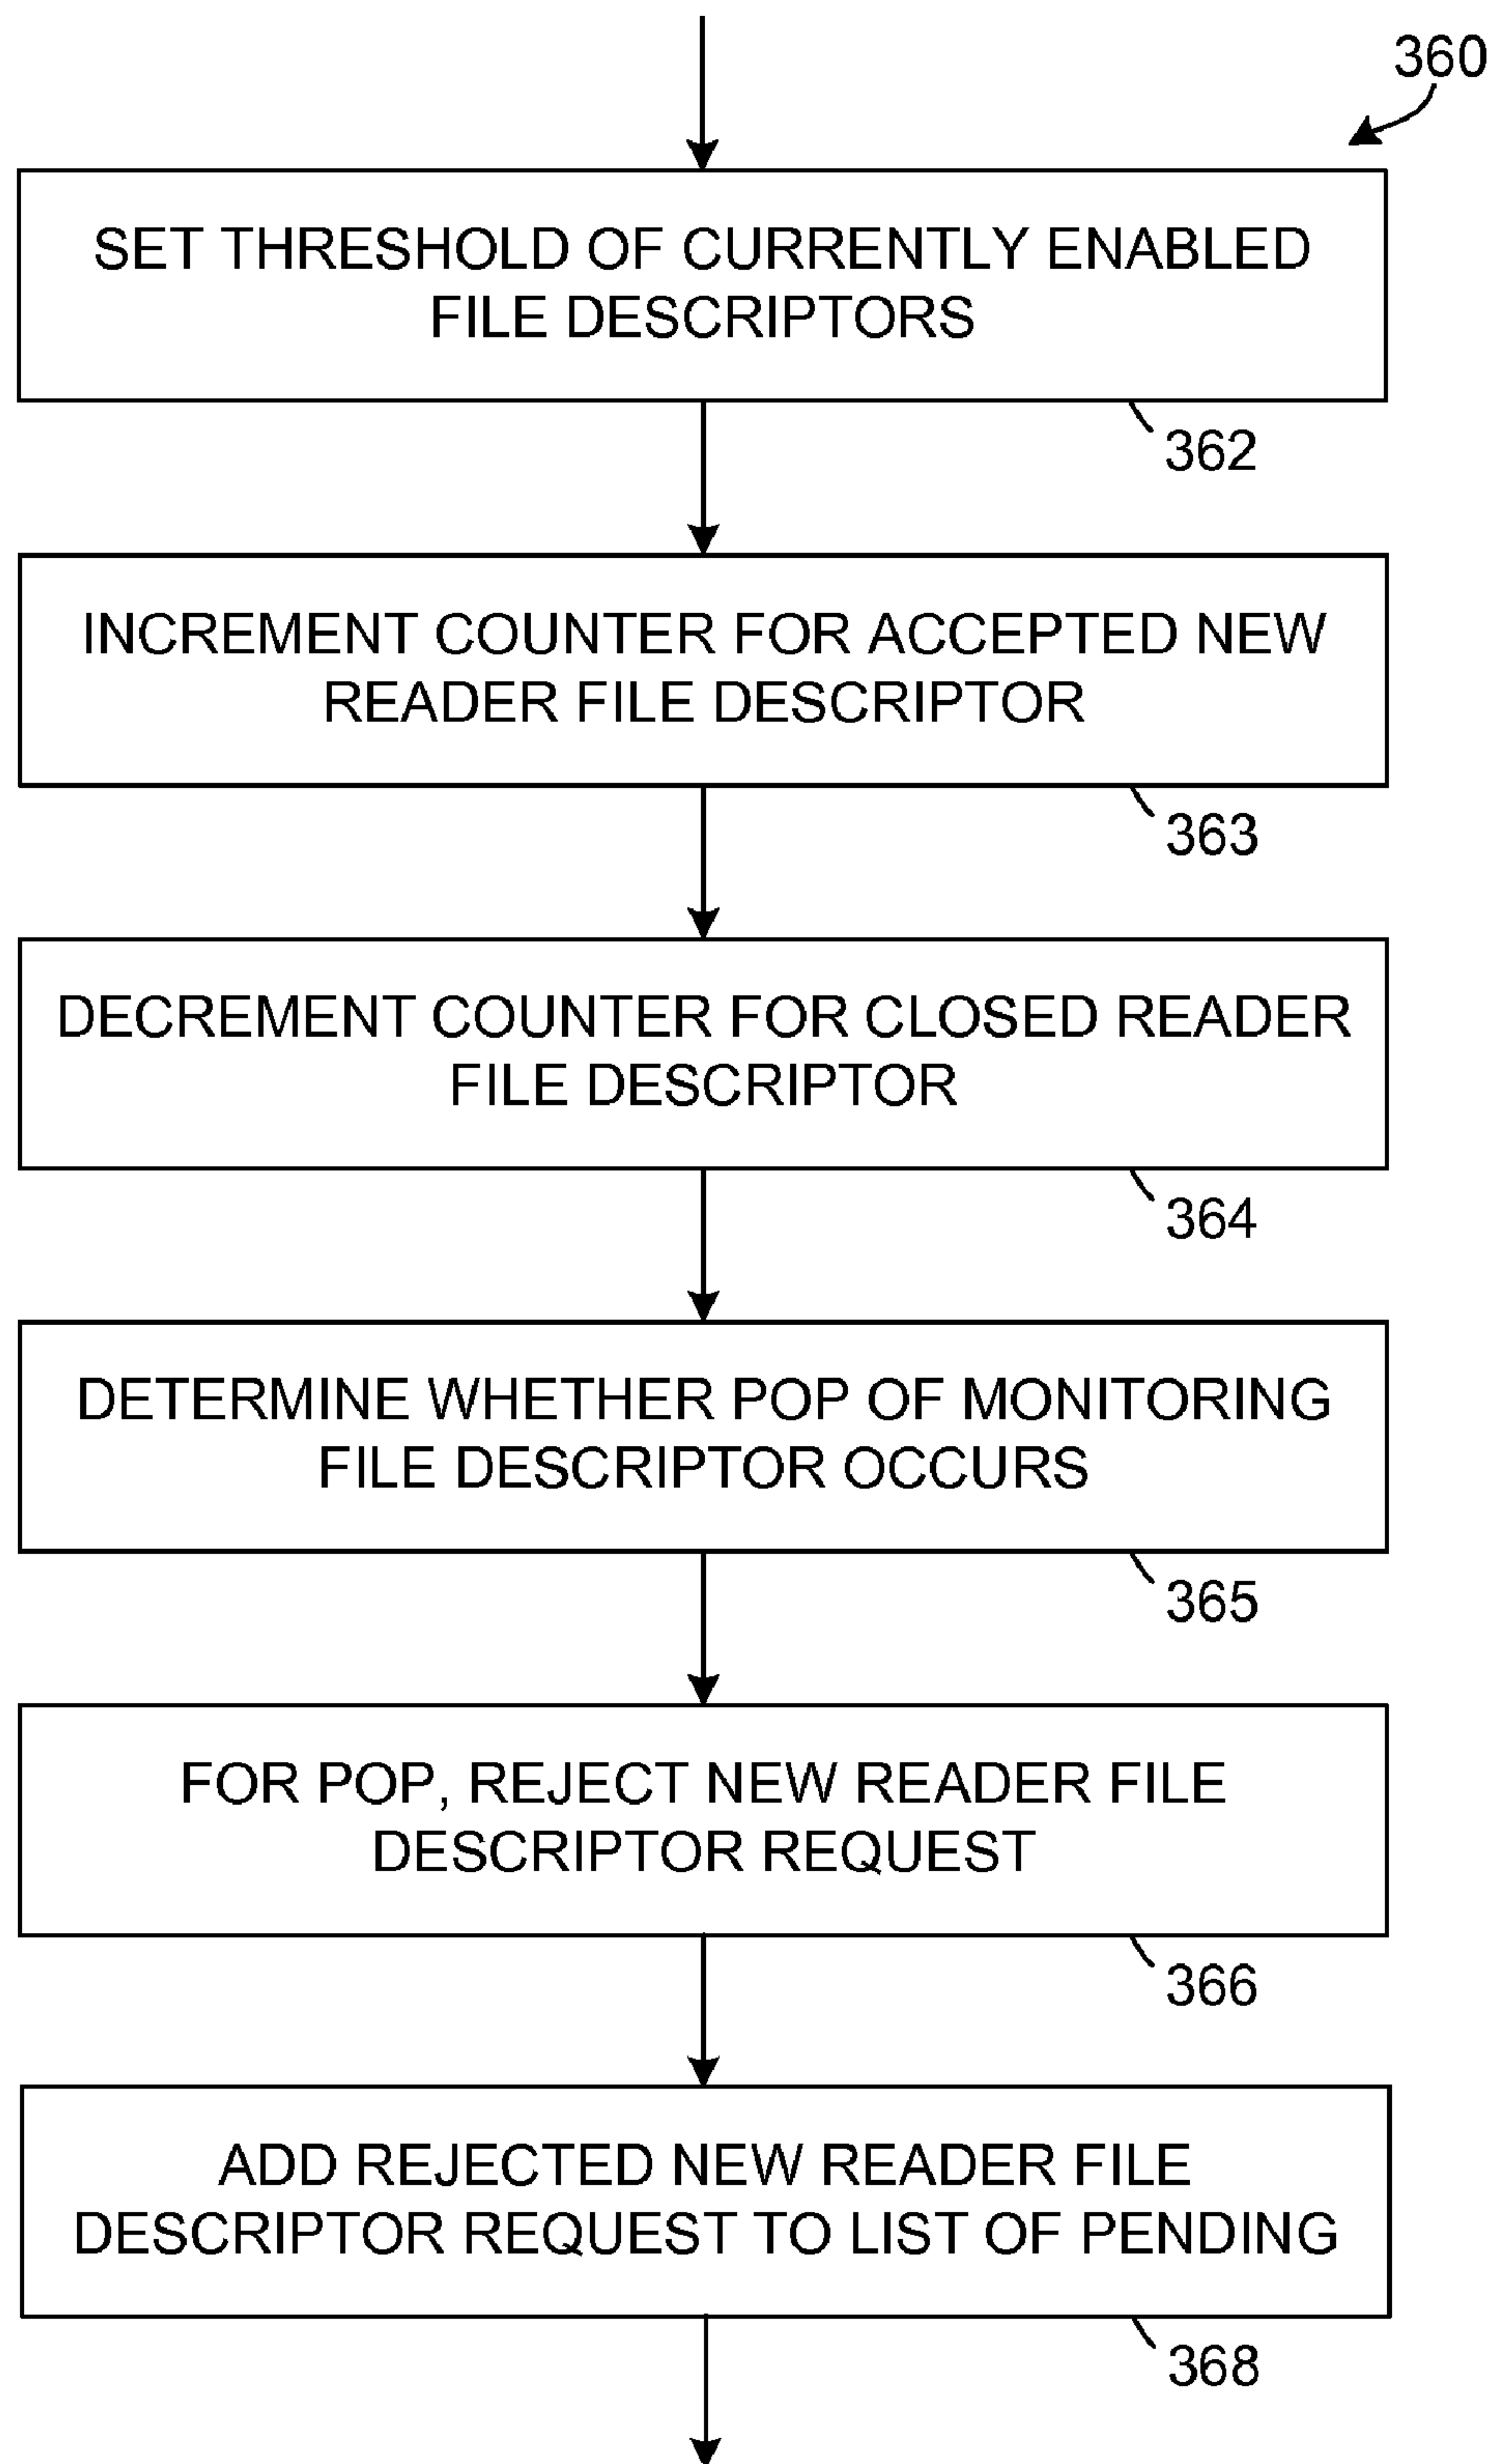 360
SET THRESHOLD OF CURRENTLY ENABLED
FILE DESCRIPTORS
362
INCREMENT COUNTER FOR ACCEPTED NEW
READER FILE DESCRIPTOR
363
DECREMENT COUNTER FOR CLOSED READER
FILE DESCRIPTOR
364
DETERMINE WHETHER POP OF MONITORING
FILE DESCRIPTOR OCCURS
365
FOR POP, REJECT NEW READER FILE
DESCRIPTOR REQUEST
366
ADD REJECTED NEW READER FILE
DESCRIPTOR REQUEST TO LIST OF PENDING
368